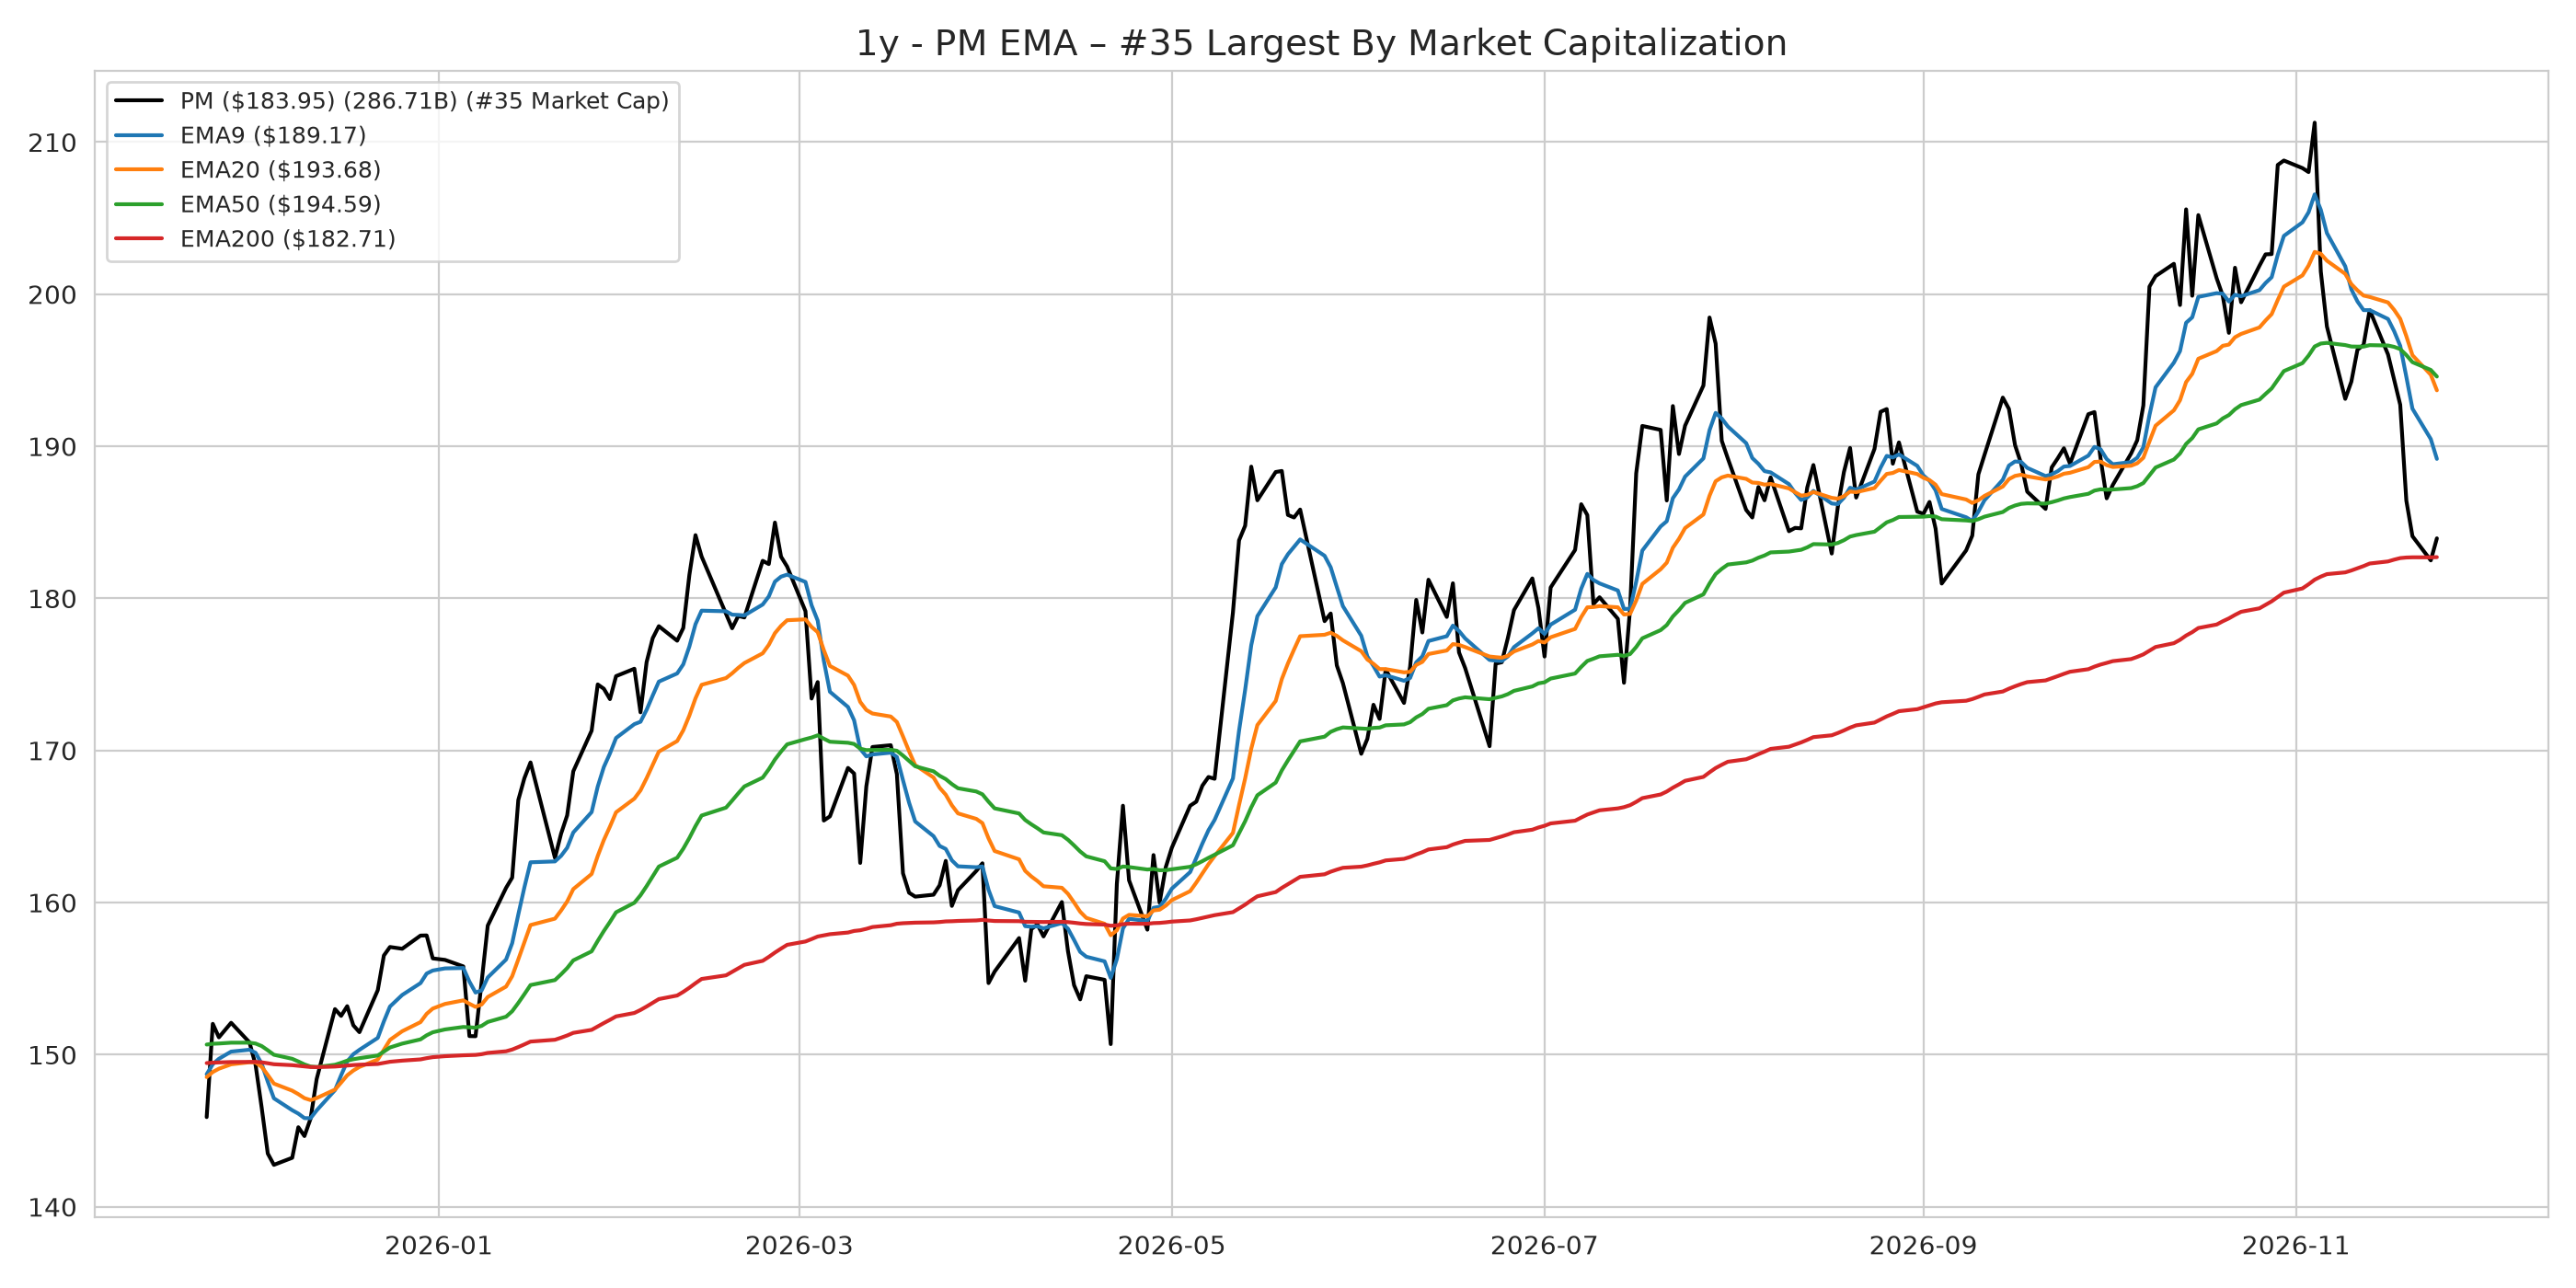 1y - PM EMA – #35 Largest By Market Capitalization
PM ($183.95) (286.71B) (#35 Market Cap)
EMA9 ($189.17)
EMA20 ($193.68)
EMA50 ($194.59)
EMA200 ($182.71)
210
200
190
180
170
160
150
140
2026-01
2026-03
2026-05
2026-07
2026-09
2026-11